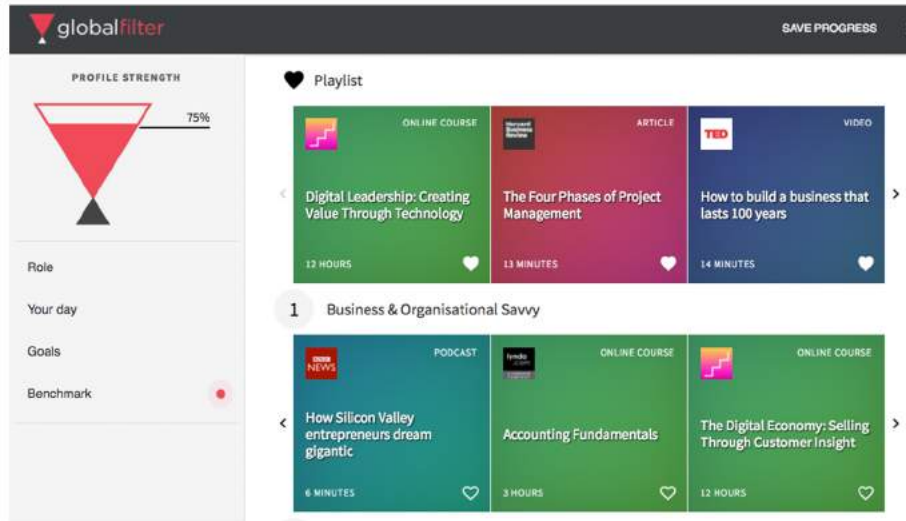 globalfilter
SAVE PROGRESS
PROFILE STRENGTH
75%
Role
Your day
Goals
Benchmark
Playlist
ONLINE COURSE
Digital Leadership: Creating
Value Through Technology
12 HOURS
Harvard
Business
Review
ARTICLE
The Four Phases of Project
Management
13 MINUTES
TED
VIDEO
How to build a business that
lasts 100 years
14 MINUTES
1
Business & Organisational Savvy
BBC
NEWS
PODCAST
How Silicon Valley
entrepreneurs dream
gigantic
6 MINUTES
lynda
.com
ONLINE COURSE
Accounting Fundamentals
3 HOURS
ONLINE COURSE
The Digital Economy: Selling
Through Customer Insight
12 HOURS